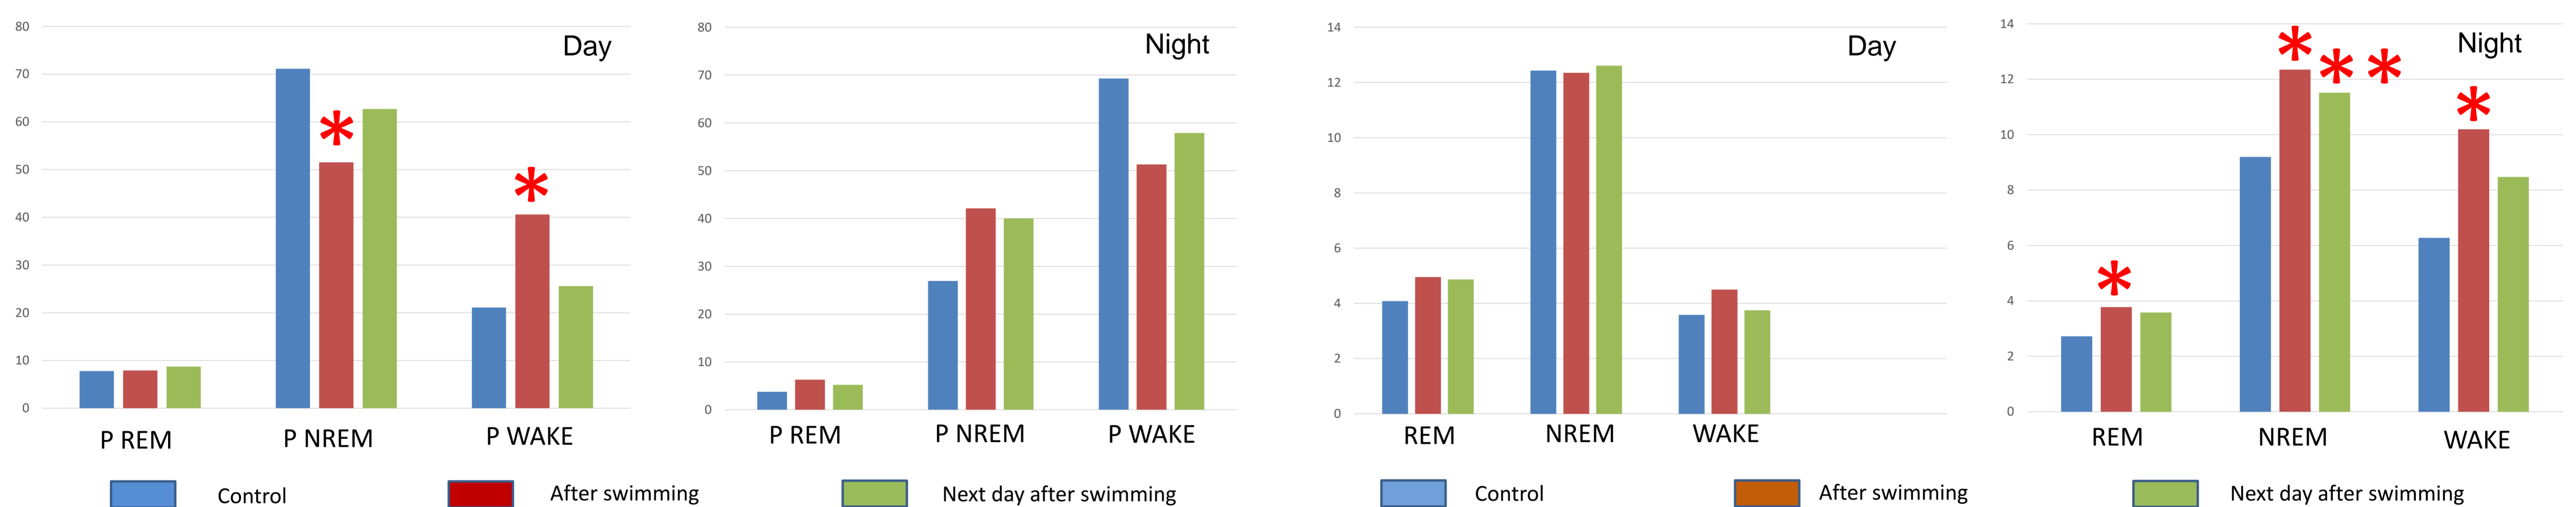 80
70
60
50
40
30
20
10
0
Day
*
*
P REM
P NREM
P WAKE
80
70
60
50
40
30
20
10
0
Night
P REM
P NREM
P WAKE
Control
After swimming
Next day after swimming
14
12
10
8
6
4
2
0
Day
REM
NREM
WAKE
14
12
10
8
6
4
2
0
Night
*
* *
*
*
REM
NREM
WAKE
Control
After swimming
Next day after swimming